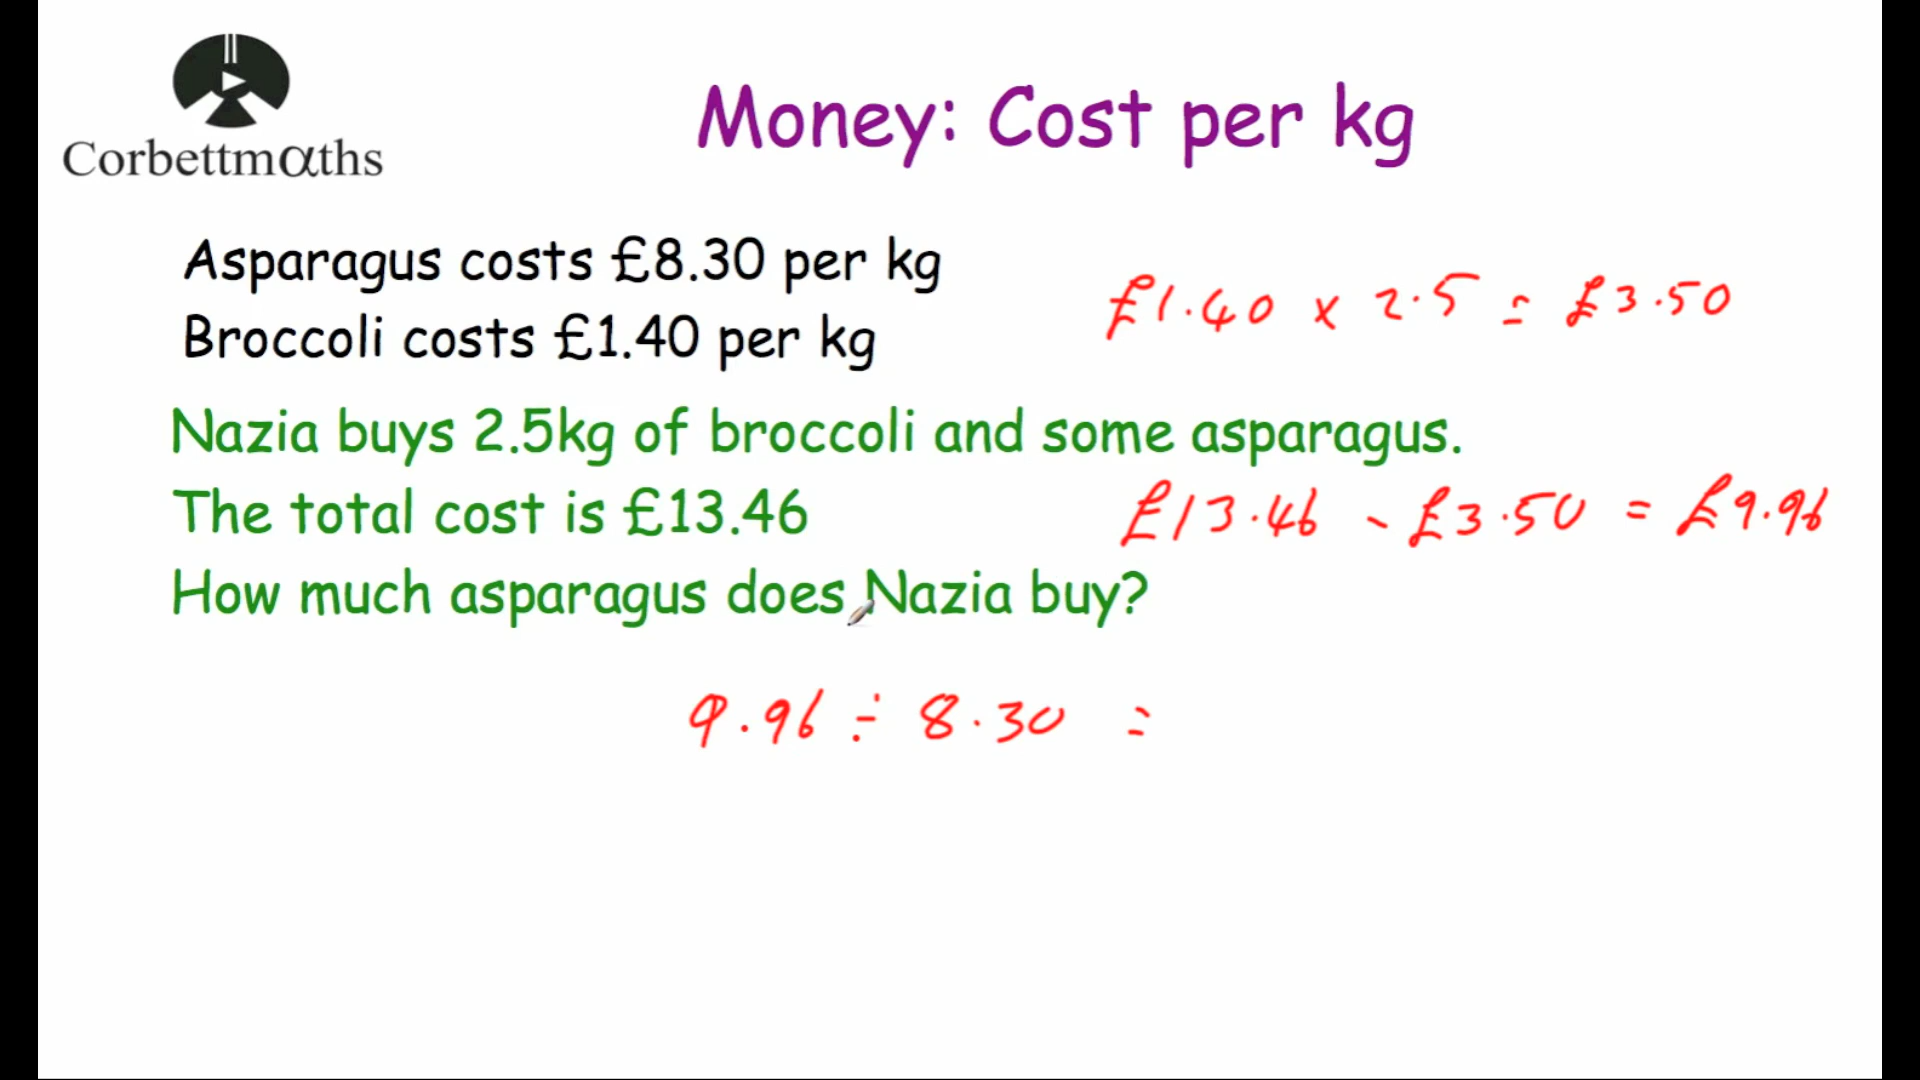 Corbettmαths
Money: Cost per kg
Asparagus costs £8.30 per kg
Broccoli costs £1.40 per kg
£1.40 x 2.5 = £3.50
Nazia buys 2.5kg of broccoli and some asparagus.
The total cost is £13.46
£13.46 - £3.50 = £9.96
How much asparagus does Nazia buy?
9.96 ÷ 8.30 =